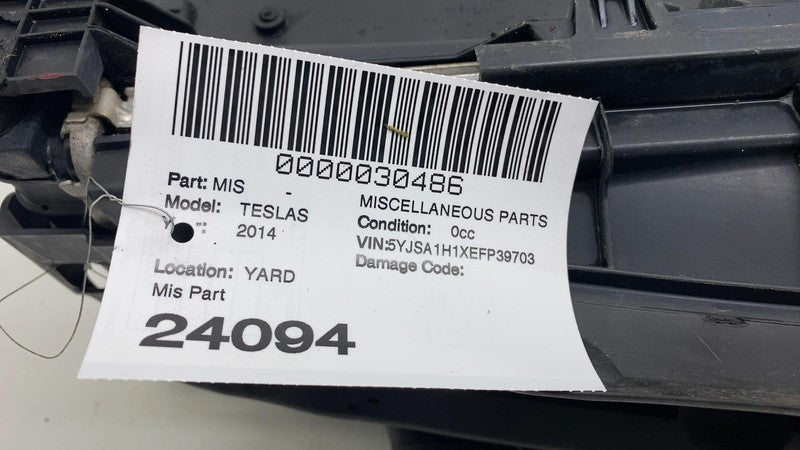 0000030486
Part: MIS - MISCELLANEOUS PARTS
Model: TESLAS Condition: 0cc
2014 VIN:5YJSA1H1XEFP39703
Damage Code:
Location: YARD
Mis Part
24094